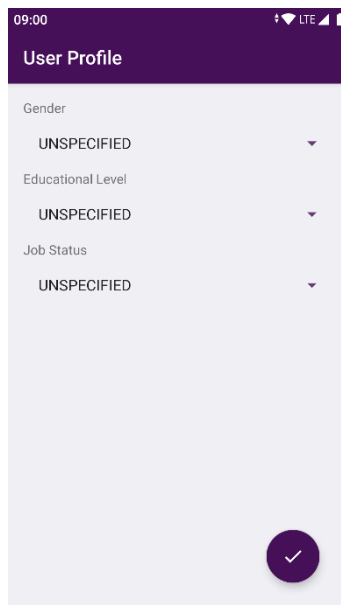 09:00 LTE
User Profile
Gender
UNSPECIFIED
Educational Level
UNSPECIFIED
Job Status
UNSPECIFIED